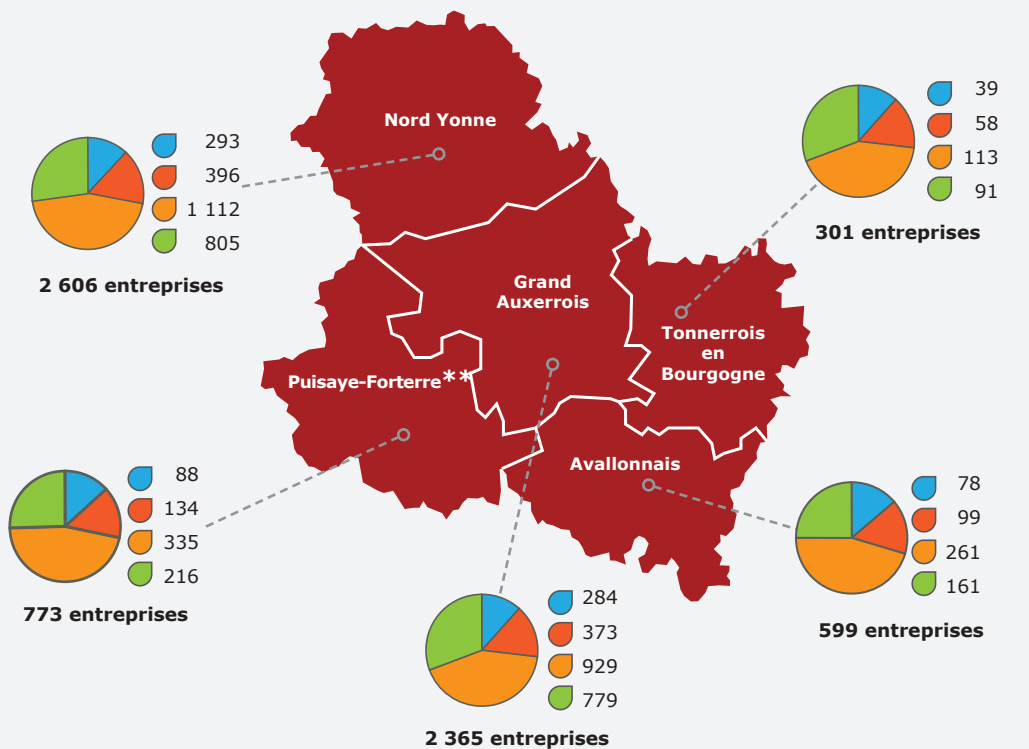 Nord Yonne
293
396
1 112
805
2 606 entreprises
39
58
113
91
301 entreprises
Grand
Auxerrois
Tonnerrois
en
Bourgogne
Puisaye-Forterre**
Avallonnais
88
134
335
216
773 entreprises
284
373
929
779
2 365 entreprises
78
99
261
161
599 entreprises